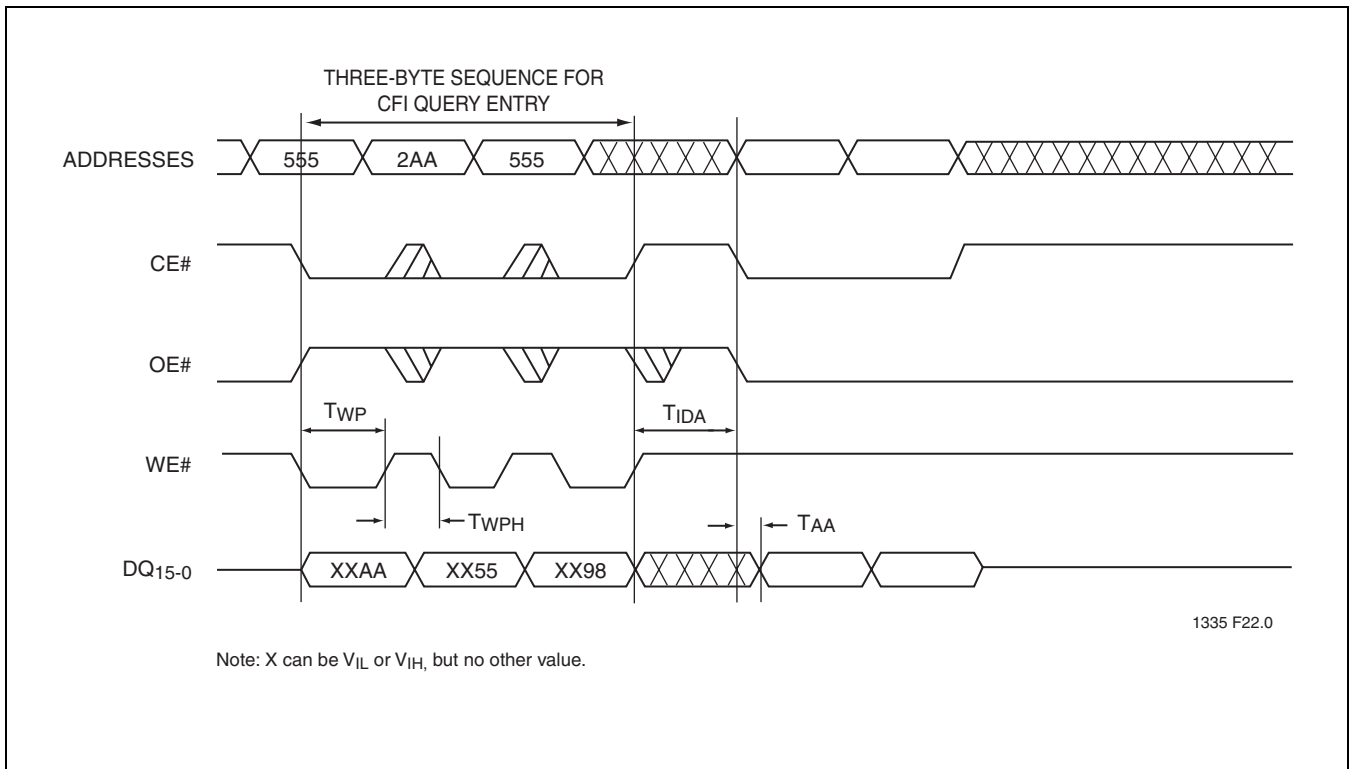 THREE-BYTE SEQUENCE FOR
CFI QUERY ENTRY
ADDRESSES
555
2AA
555
CE#
OE#
TWP
TIDA
WE#
TWPH
TAA
DQ15-0
XXAA
XX55
XX98
1335 F22.0
Note: X can be VIL or VIH, but no other value.